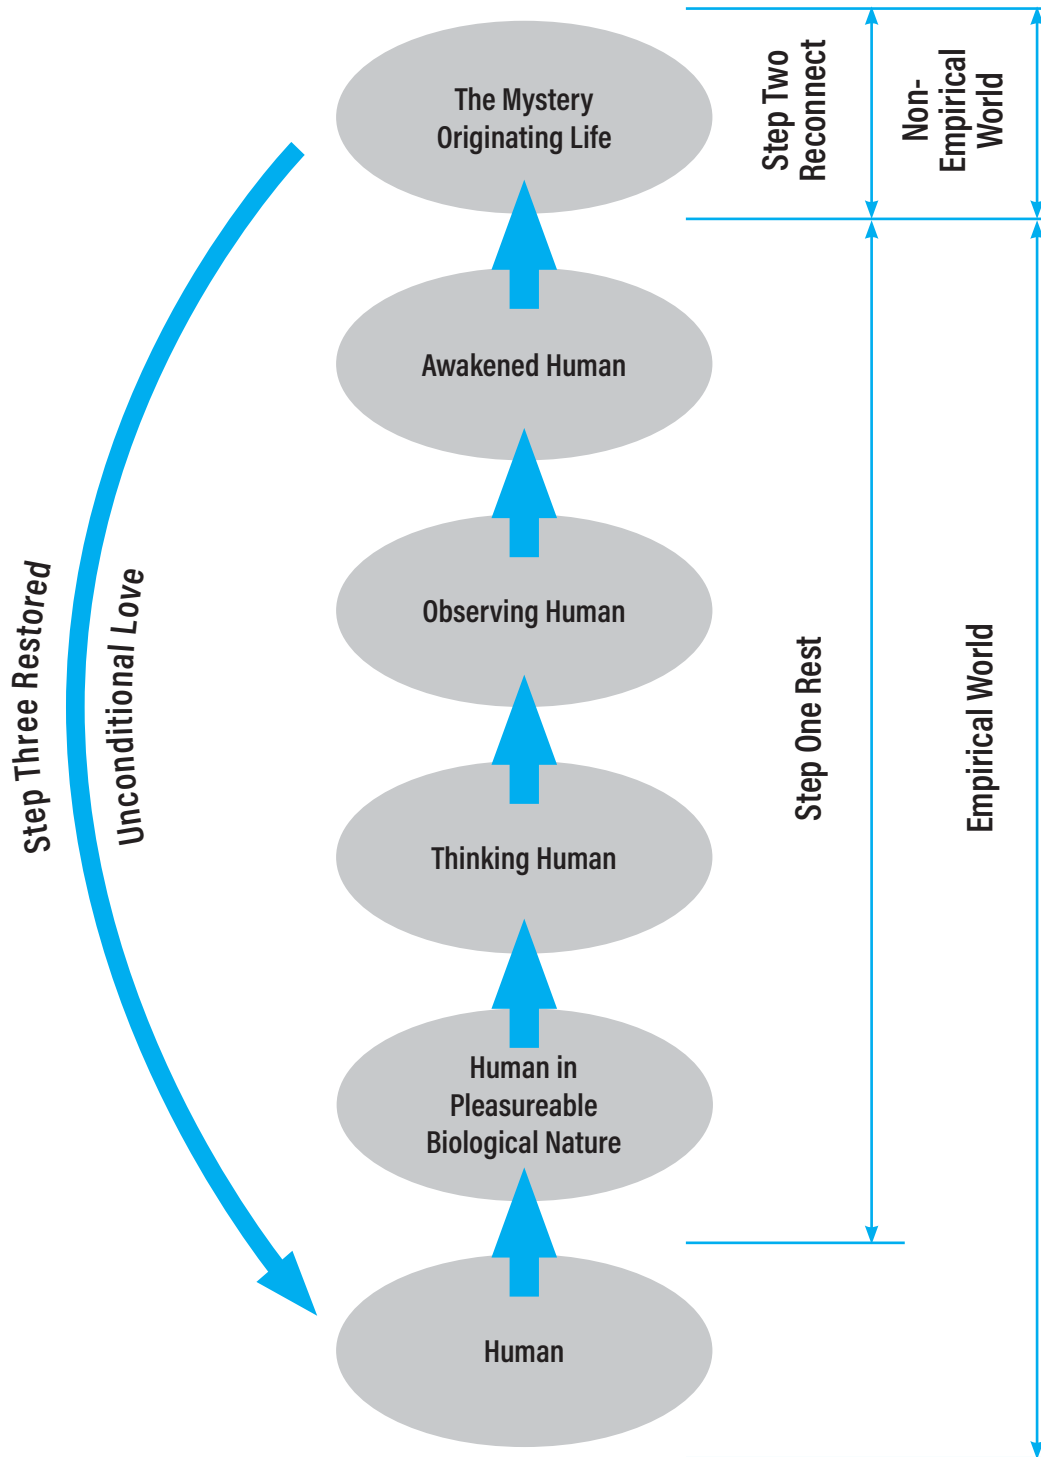 The Mystery
Originating Life
Step Two
Reconnect
Non-
Empirical
World
Awakened Human
Observing Human
Thinking Human
Human in
Pleasureable
Biological Nature
Human
Step Three Restored
Unconditional Love
Step One Rest
Empirical World